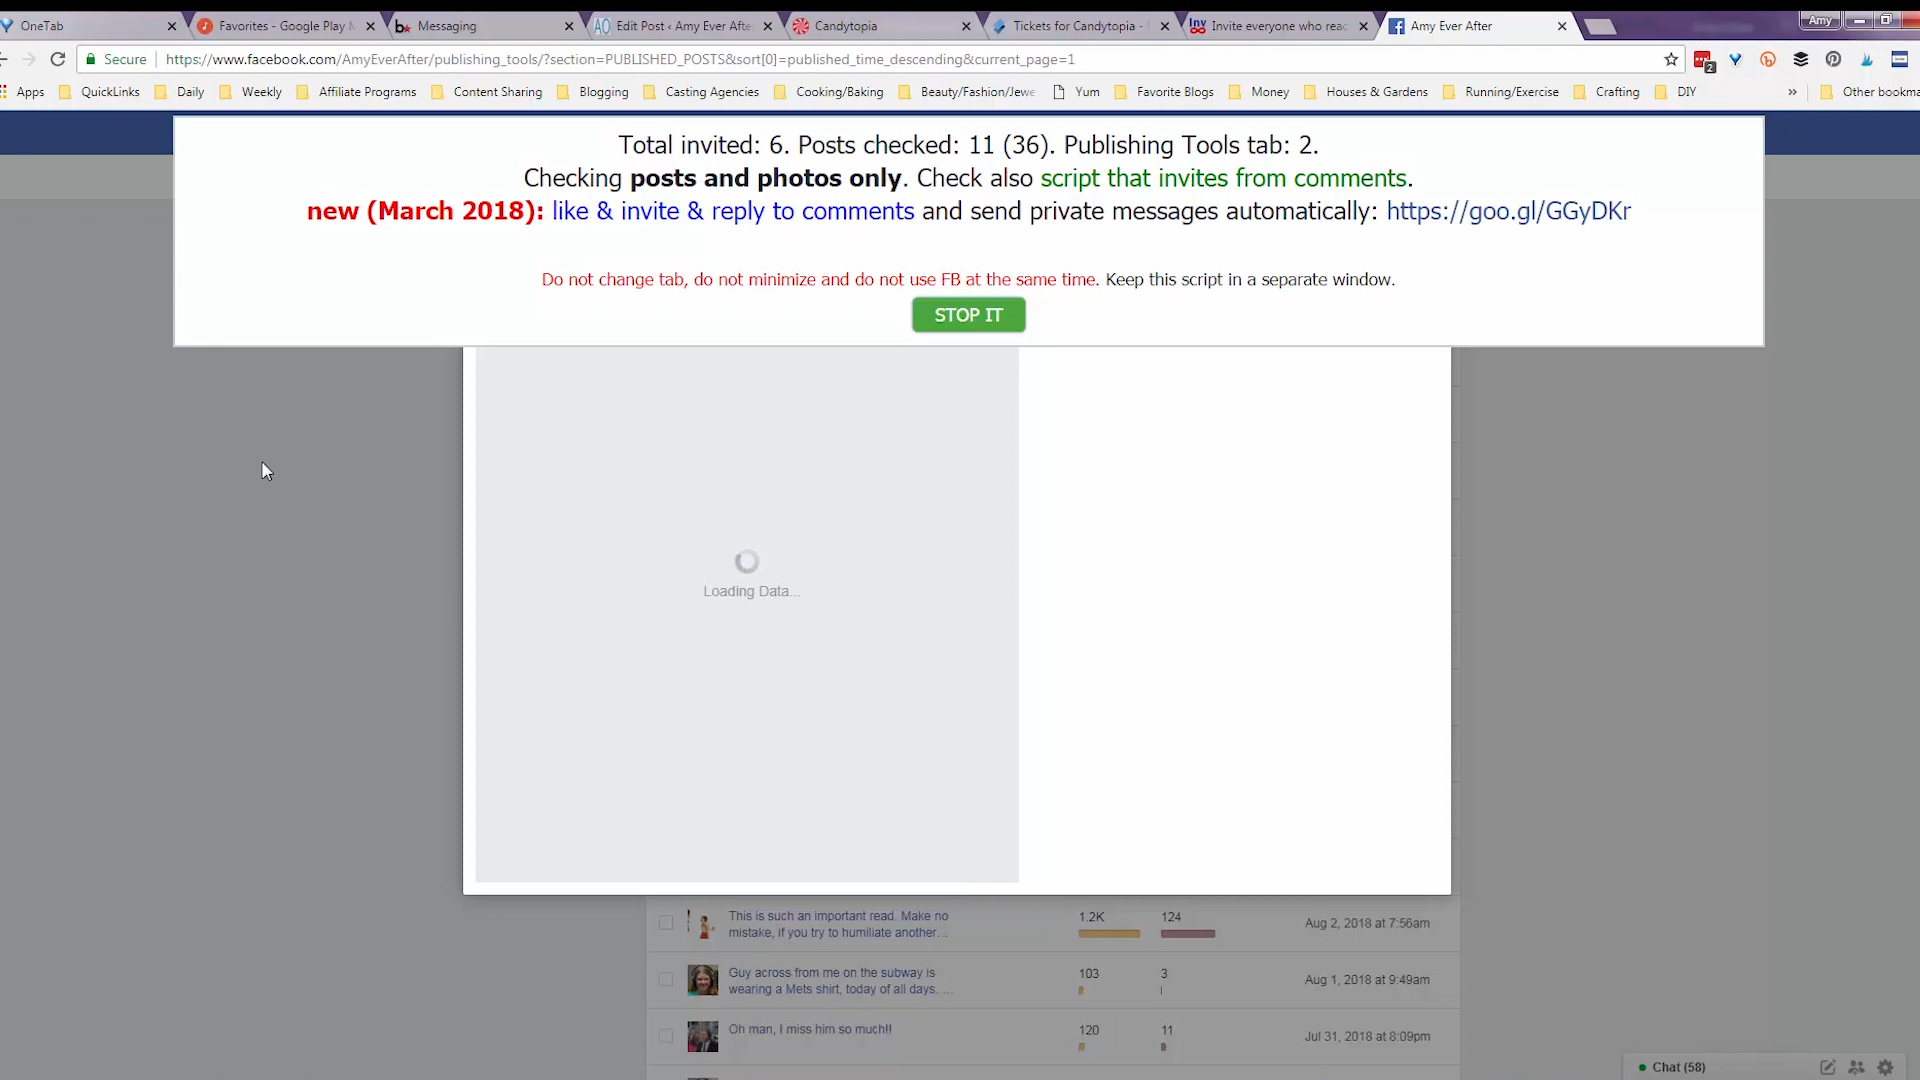 OneTab
Favorites - Google Play M
Messaging
Edit Post ‹ Amy Ever Afte
Candytopia
Tickets for Candytopia -
Invite everyone who reac
Amy Ever After
Amy
Secure
https://www.facebook.com/AmyEverAfter/publishing_tools/?section=PUBLISHED_POSTS&sort[0]=published_time_descending&current_page=1
2
Apps
QuickLinks
Daily
Weekly
Affiliate Programs
Content Sharing
Blogging
Casting Agencies
Cooking/Baking
Beauty/Fashion/Jewe
Yum
Favorite Blogs
Money
Houses & Gardens
Running/Exercise
Crafting
DIY
»
Other bookma
Total invited: 6. Posts checked: 11 (36). Publishing Tools tab: 2.
Checking posts and photos only. Check also script that invites from comments.
new (March 2018): like & invite & reply to comments and send private messages automatically: https://goo.gl/GGyDKr
Do not change tab, do not minimize and do not use FB at the same time. Keep this script in a separate window.
STOP IT
Loading Data...
This is such an important read. Make no
mistake, if you try to humiliate another...
1.2K
124
Aug 2, 2018 at 7:56am
Guy across from me on the subway is
wearing a Mets shirt, today of all days. ...
103
3
Aug 1, 2018 at 9:49am
Oh man, I miss him so much!!
120
11
Jul 31, 2018 at 8:09pm
Chat (58)